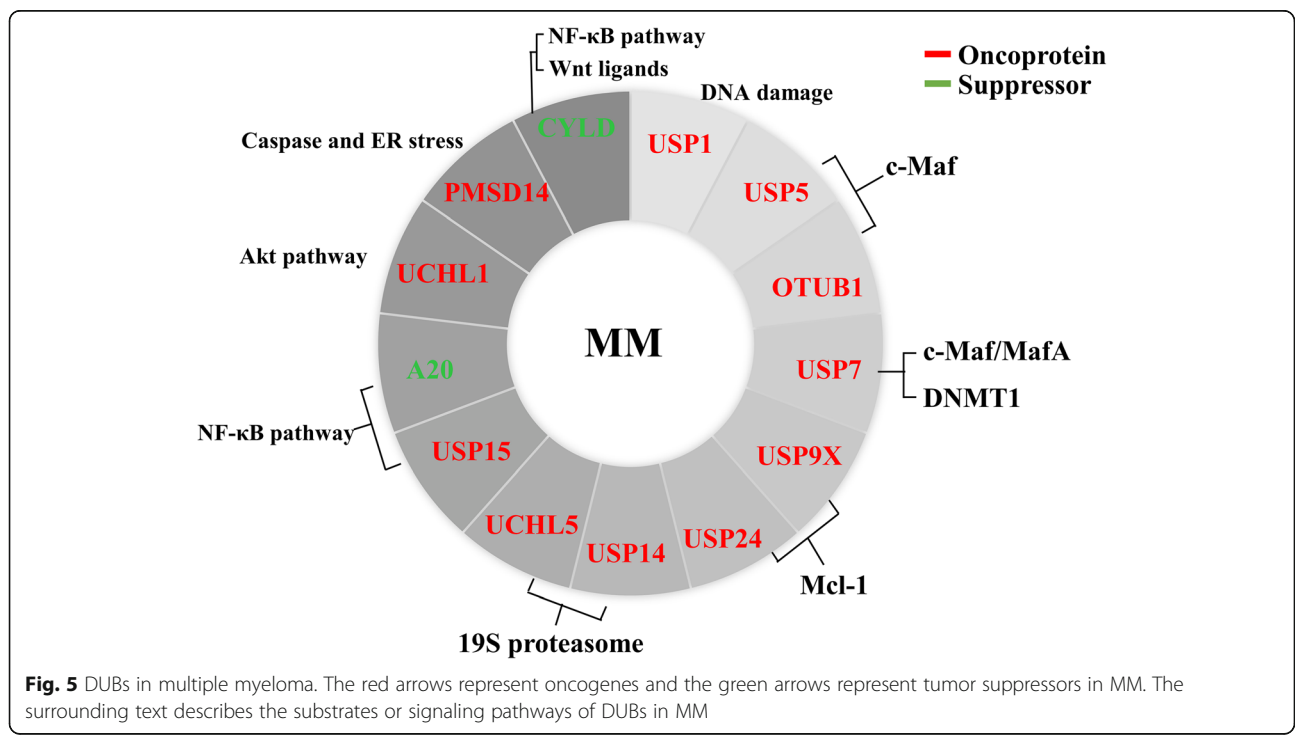 NF-κB pathway
Wnt ligands
Oncoprotein
Suppressor
DNA damage
Caspase and ER stress
CYLD
USP1
c-Maf
PMSD14
USP5
Akt pathway
UCHL1
OTUB1
MM
c-Maf/MafA
A20
USP7
DNMT1
NF-κB pathway
USP15
USP9X
UCHL5
USP14
USP24
Mcl-1
19S proteasome
Fig. 5 DUBs in multiple myeloma. The red arrows represent oncogenes and the green arrows represent tumor suppressors in MM. The
surrounding text describes the substrates or signaling pathways of DUBs in MM